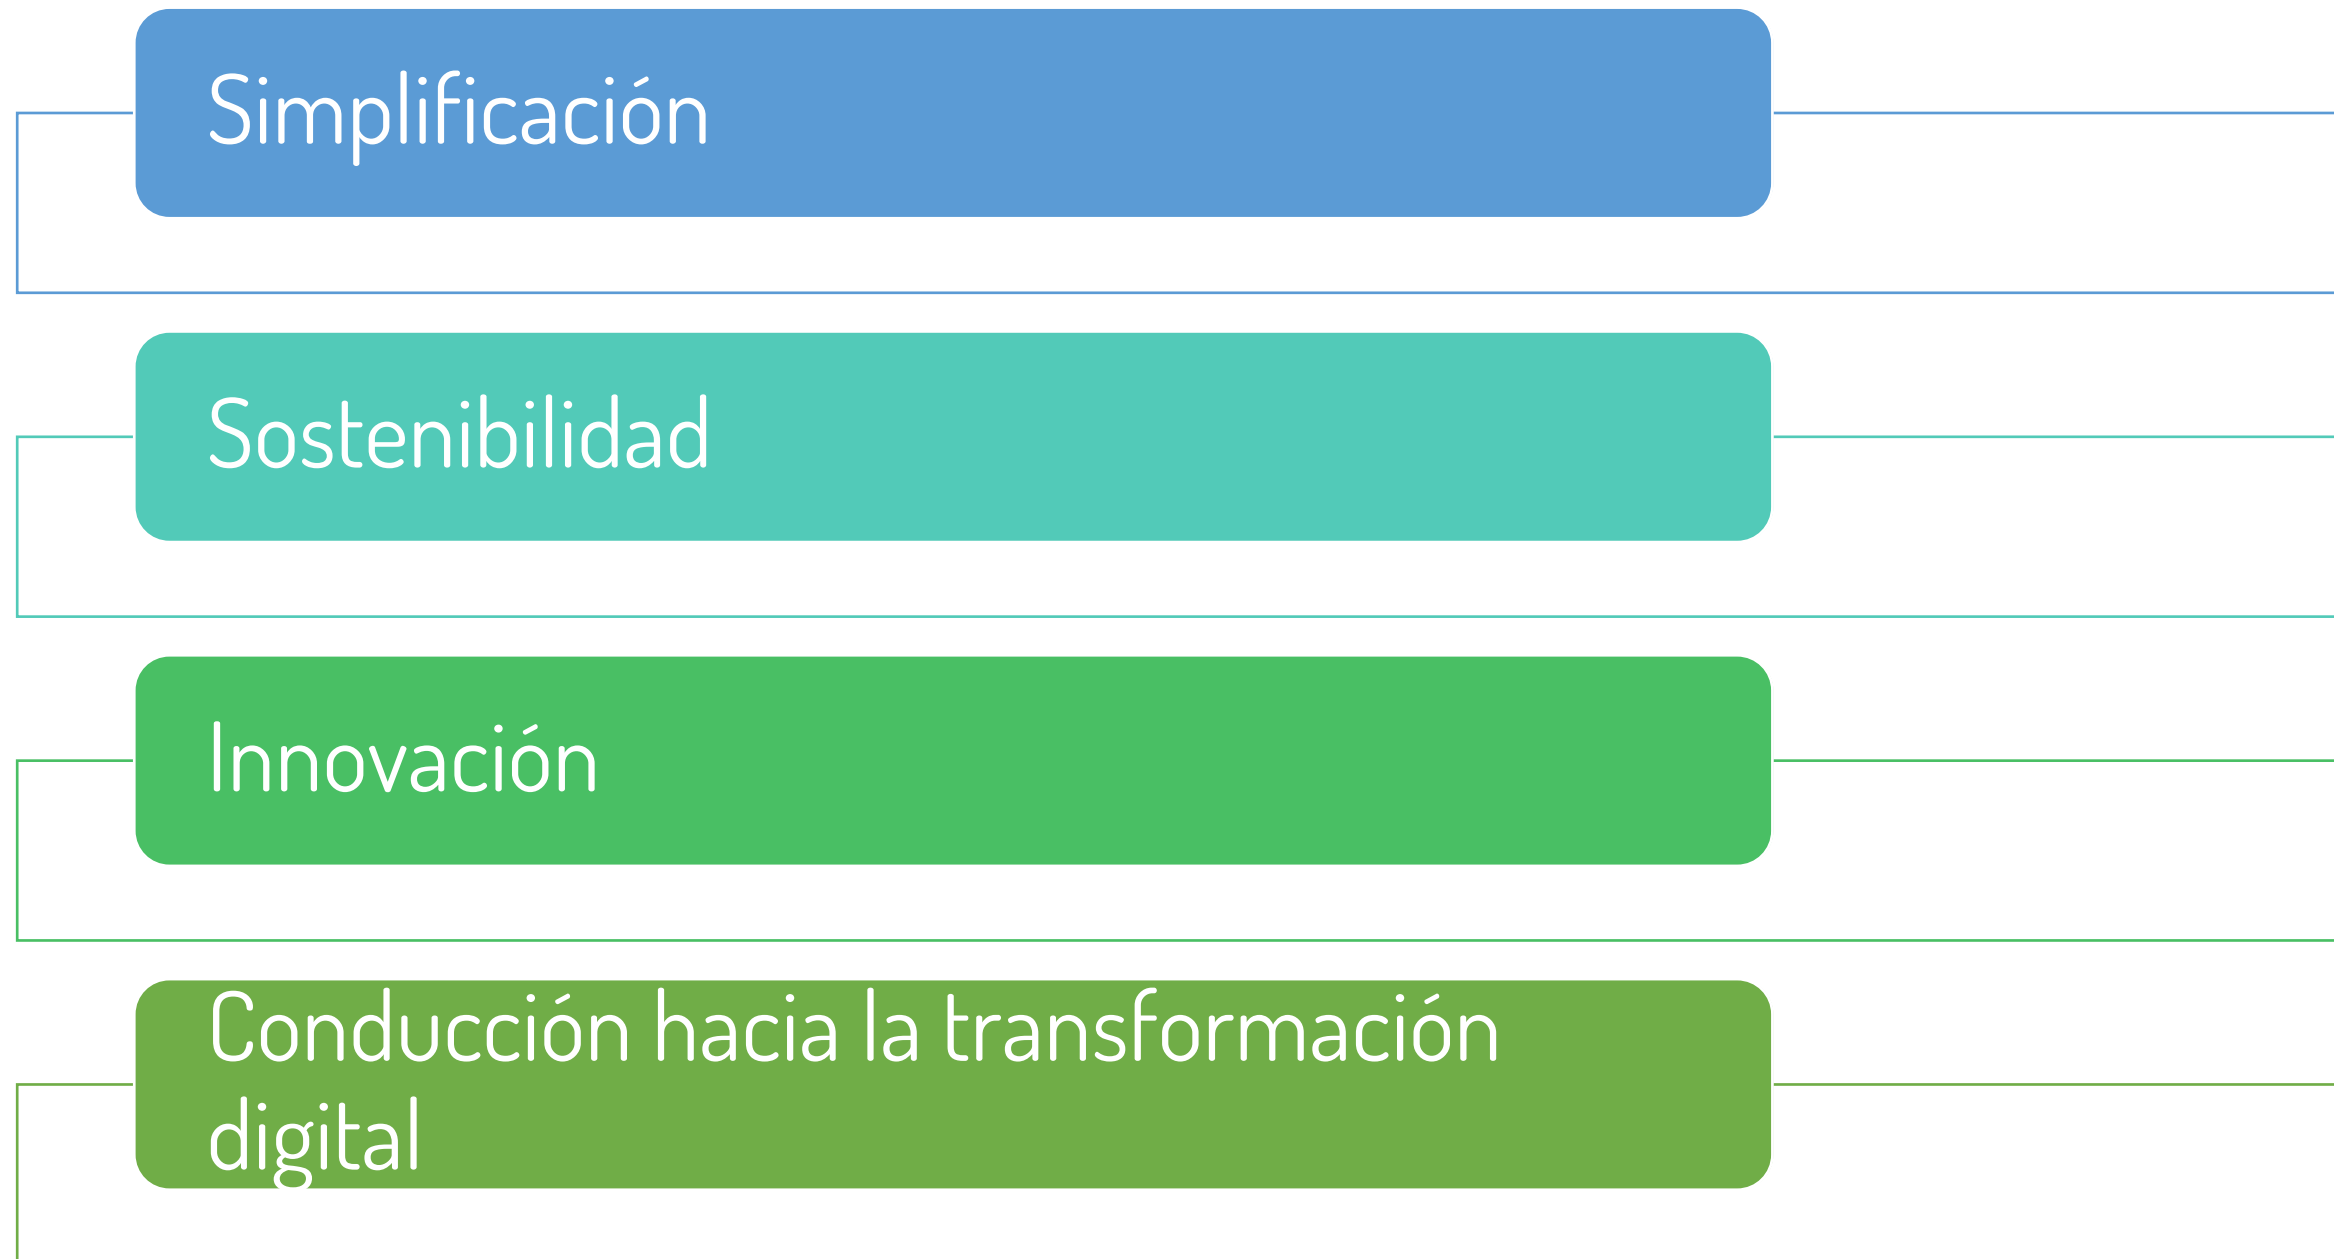 Simplificación
Sostenibilidad
Innovación
Conducción hacia la transformación
digital